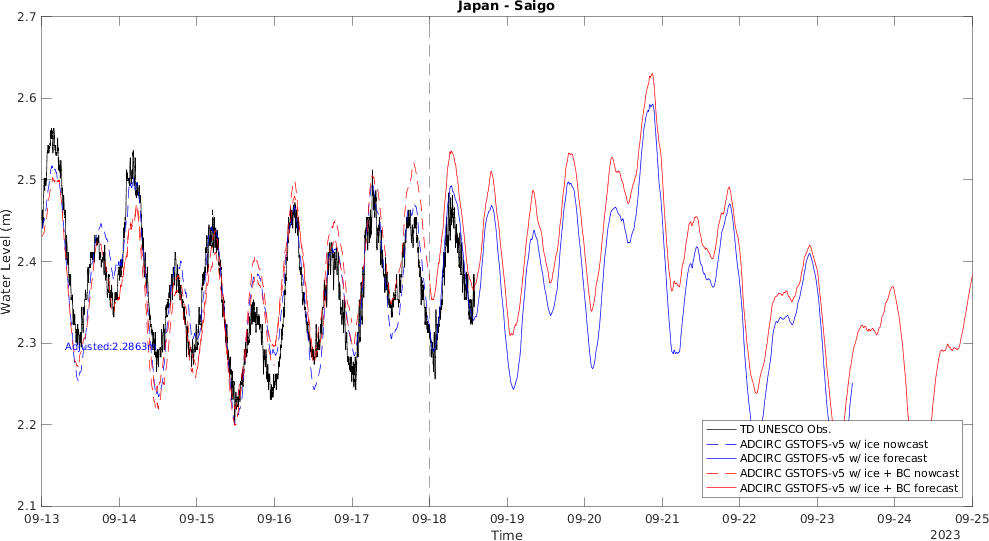 Japan - Saigo
Water Level (m)
2.7
2.6
2.5
2.4
2.3
2.2
2.1
Adjusted:2.2863m
TD UNESCO Obs.
ADCIRC GSTOFS-v5 w/ ice nowcast
ADCIRC GSTOFS-v5 w/ ice forecast
ADCIRC GSTOFS-v5 w/ ice + BC nowcast
ADCIRC GSTOFS-v5 w/ ice + BC forecast
09-13 09-14 09-15 09-16 09-17 09-18 09-19 09-20 09-21 09-22 09-23 09-24 09-25
Time
2023